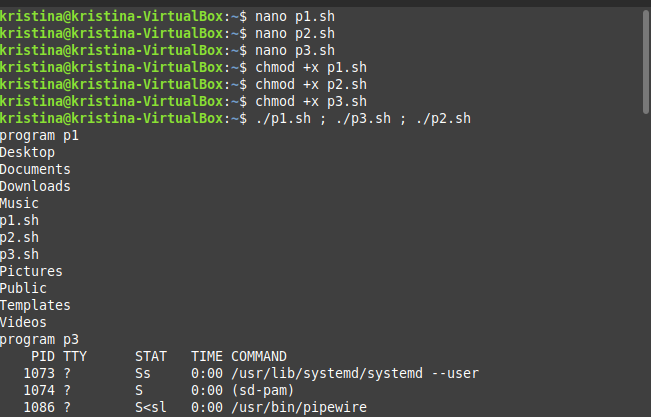 kristina@kristina-VirtualBox:~$ nano p1.sh
kristina@kristina-VirtualBox:~$ nano p2.sh
kristina@kristina-VirtualBox:~$ nano p3.sh
kristina@kristina-VirtualBox:~$ chmod +x p1.sh
kristina@kristina-VirtualBox:~$ chmod +x p2.sh
kristina@kristina-VirtualBox:~$ chmod +x p3.sh
kristina@kristina-VirtualBox:~$ ./p1.sh ; ./p3.sh ; ./p2.sh
program p1
Desktop
Documents
Downloads
Music
p1.sh
p2.sh
p3.sh
Pictures
Public
Templates
Videos
program p3
    PID TTY      STAT   TIME COMMAND
   1073 ?        Ss     0:00 /usr/lib/systemd/systemd --user
   1074 ?        S      0:00 (sd-pam)
   1086 ?        S<sl   0:00 /usr/bin/pipewire